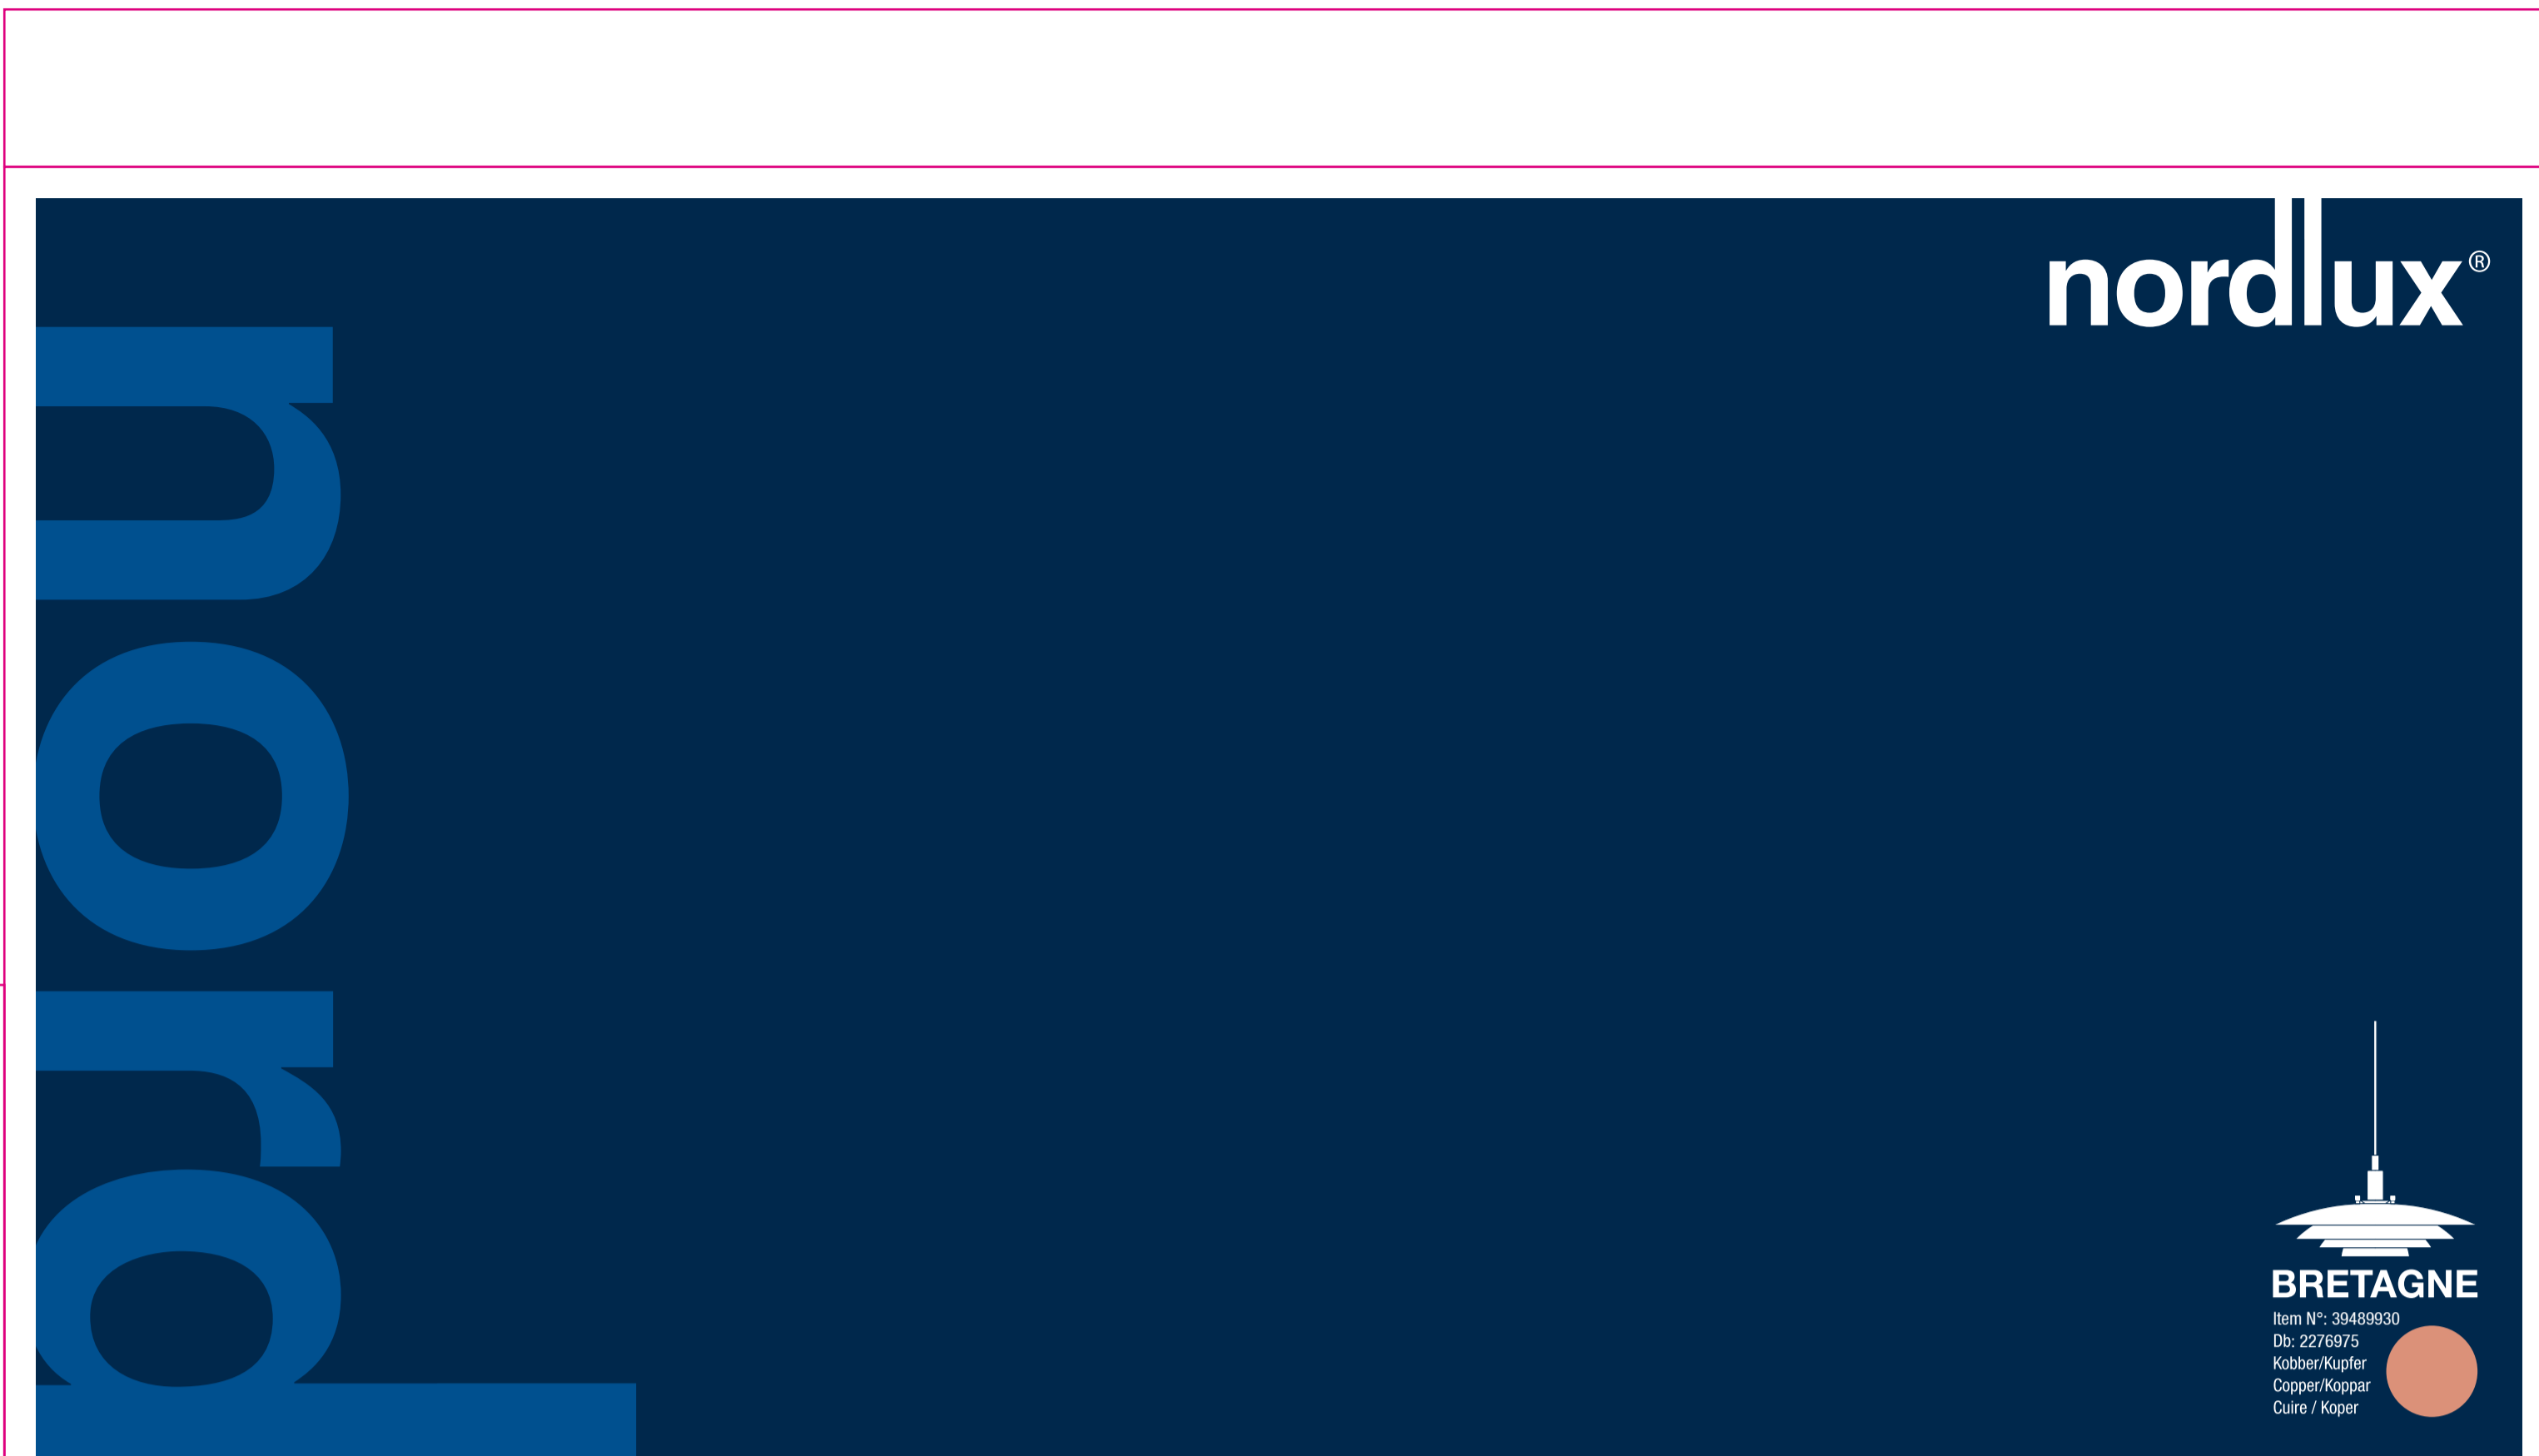 nordlux®
nord
BRETAGNE
Item N°: 39489930
Db: 2276975
Kobber/Kupfer
Copper/Koppar
Cuire / Koper